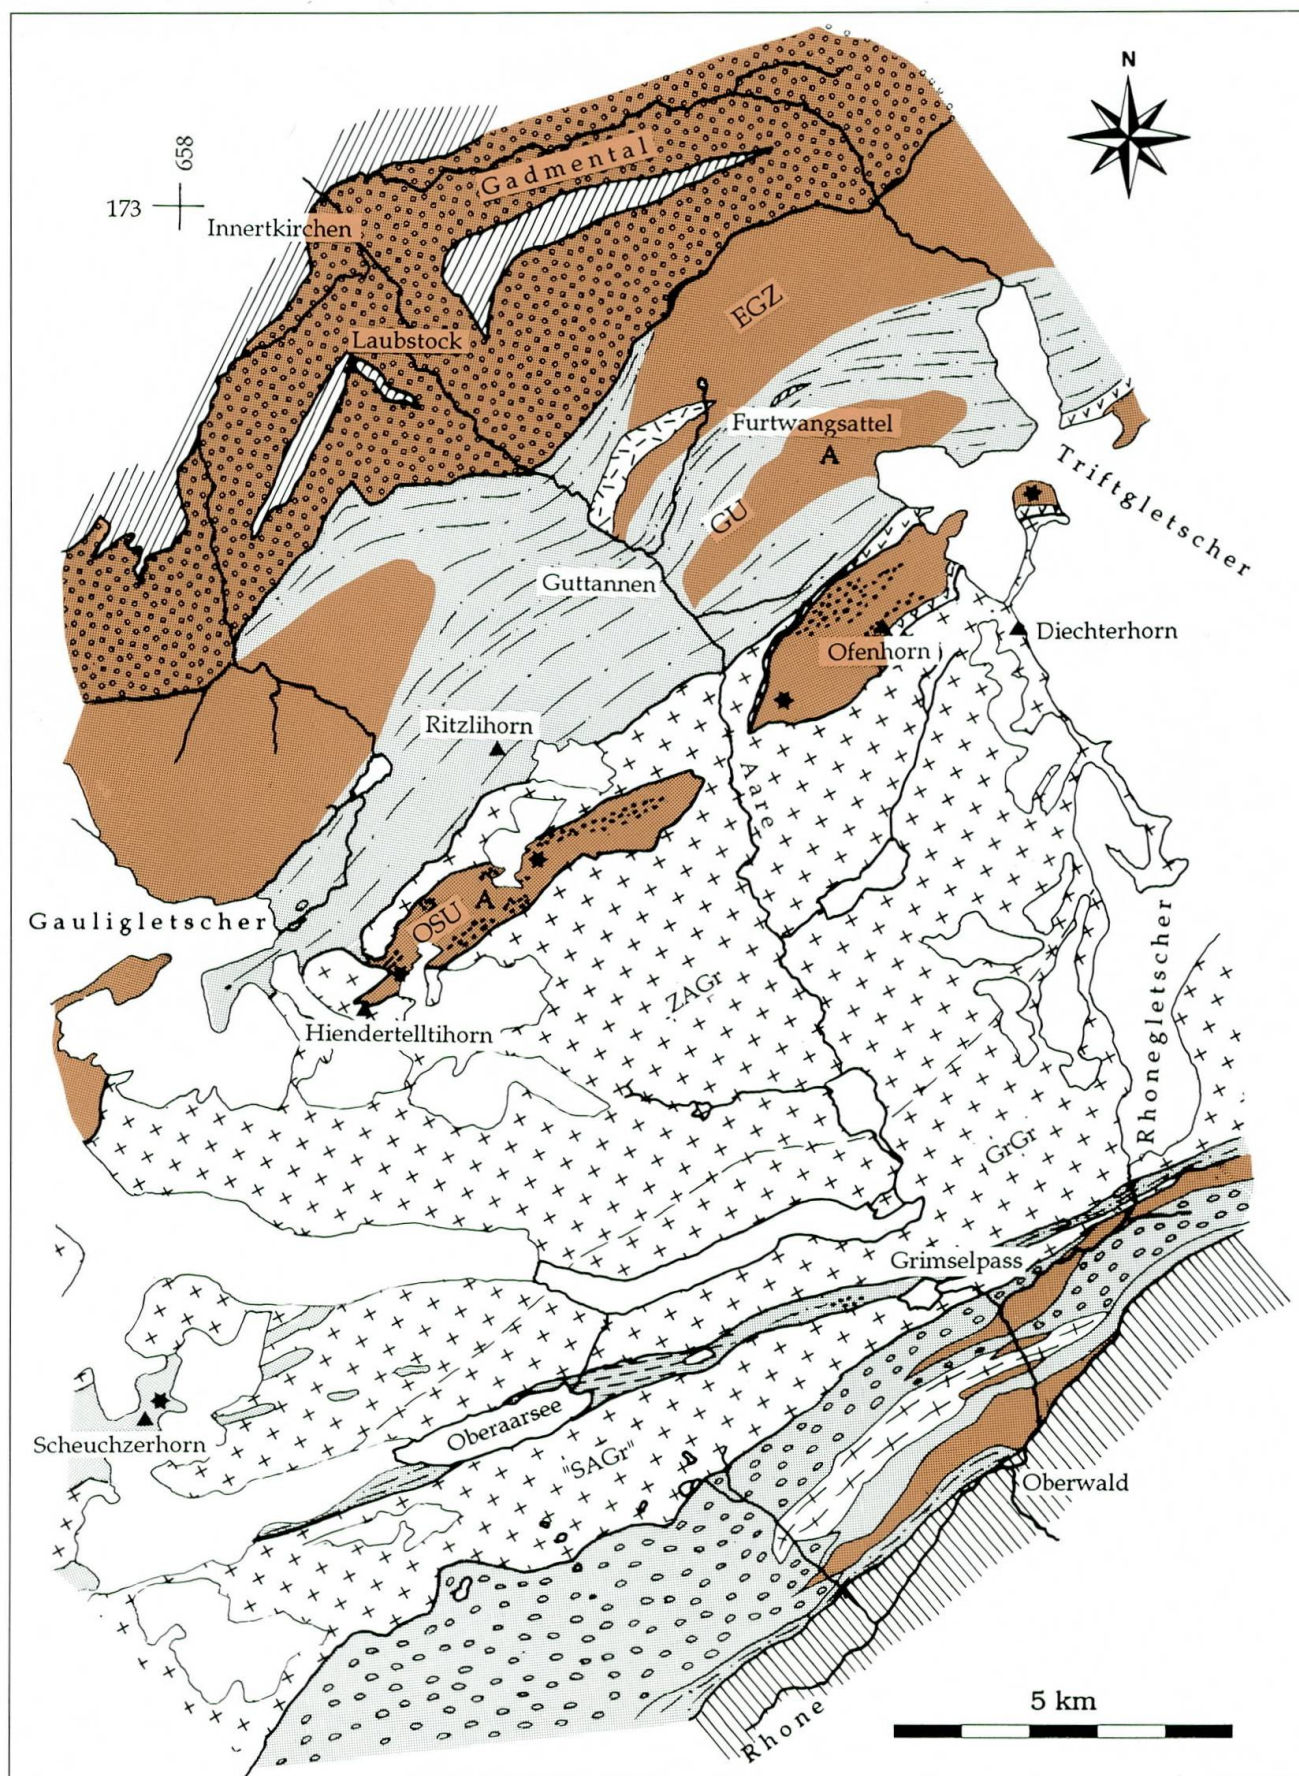 N
658
173
Innertkirchen
Gadmental
Laubstock
EGZ
Furtwangsattel
A
GU
Triftgletscher
Guttannen
Ofenhorn
Diechterhorn
Ritzlihorn
Aare
Gauligletscher
OSU
A
ZAGr
Hiendertelltihorn
Rhonegletscher
GrGr
Grimselpass
Oberaarsee
Scheuchzerhorn
"SAGr"
Oberwald
5 km
Rhone